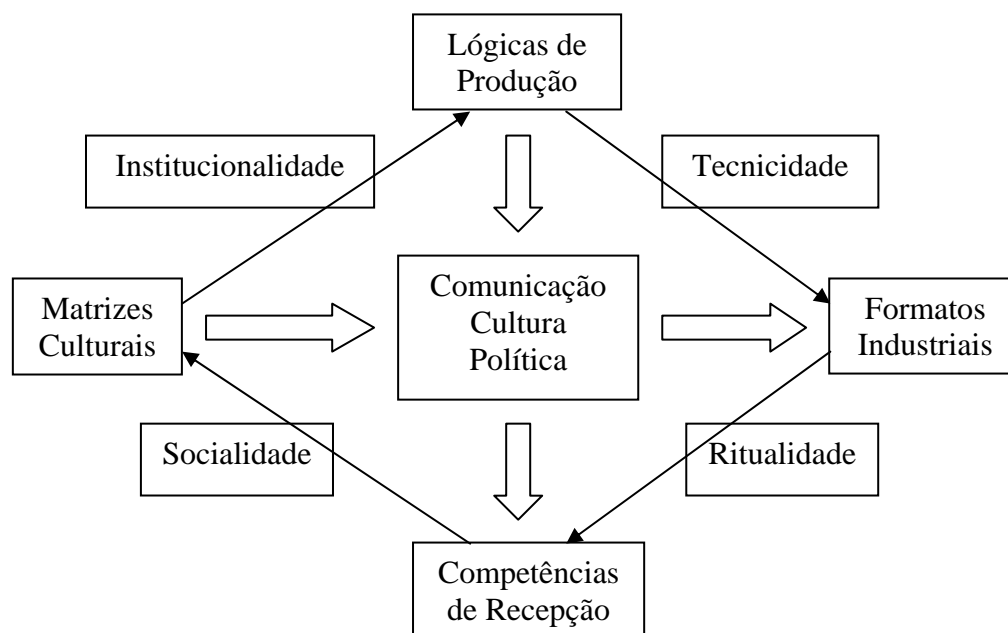 Lógicas de
Produção
Institucionalidade
Tecnicidade
Matrizes
Culturais
Comunicação
Cultura
Política
Formatos
Industriais
Socialidade
Ritualidade
Competências
de Recepção